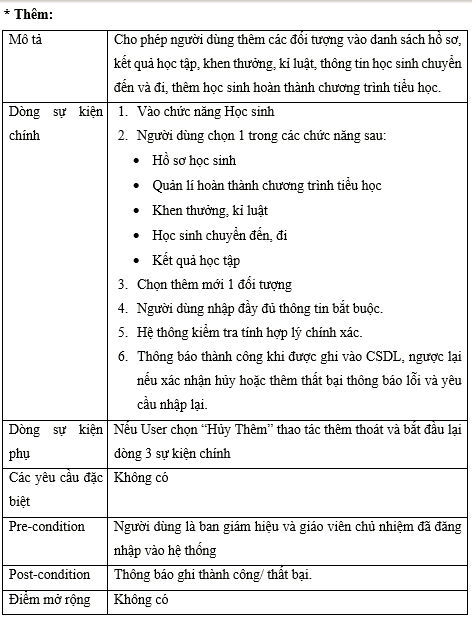 * Thêm:
Mô tả
Cho phép người dùng thêm các đối tượng vào danh sách hồ sơ,
kết quả học tập, khen thưởng, kỉ luật, thông tin học sinh chuyển
đến và đi, thêm học sinh hoàn thành chương trình tiểu học.
Dòng sự kiện
chính
1. Vào chức năng Học sinh
2. Người dùng chọn 1 trong các chức năng sau:
• Hồ sơ học sinh
• Quản lí hoàn thành chương trình tiểu học
• Khen thưởng, kỉ luật
• Học sinh chuyển đến, đi
• Kết quả học tập
3. Chọn thêm mới 1 đối tượng
4. Người dùng nhập đầy đủ thông tin bắt buộc.
5. Hệ thống kiểm tra tính hợp lý chính xác.
6. Thông báo thành công khi được ghi vào CSDL, ngược lại
nếu xác nhận hủy hoặc thêm thất bại thông báo lỗi và yêu
cầu nhập lại.
Dòng sự kiện
phụ
Nếu User chọn “Hủy Thêm” thao tác thêm thoát và bắt đầu lại
dòng 3 sự kiện chính
Các yêu cầu đặc
biệt
Không có
Pre-condition
Người dùng là ban giám hiệu và giáo viên chủ nhiệm đã đăng
nhập vào hệ thống
Post-condition
Thông báo ghi thành công/ thất bại.
Điểm mở rộng
Không có